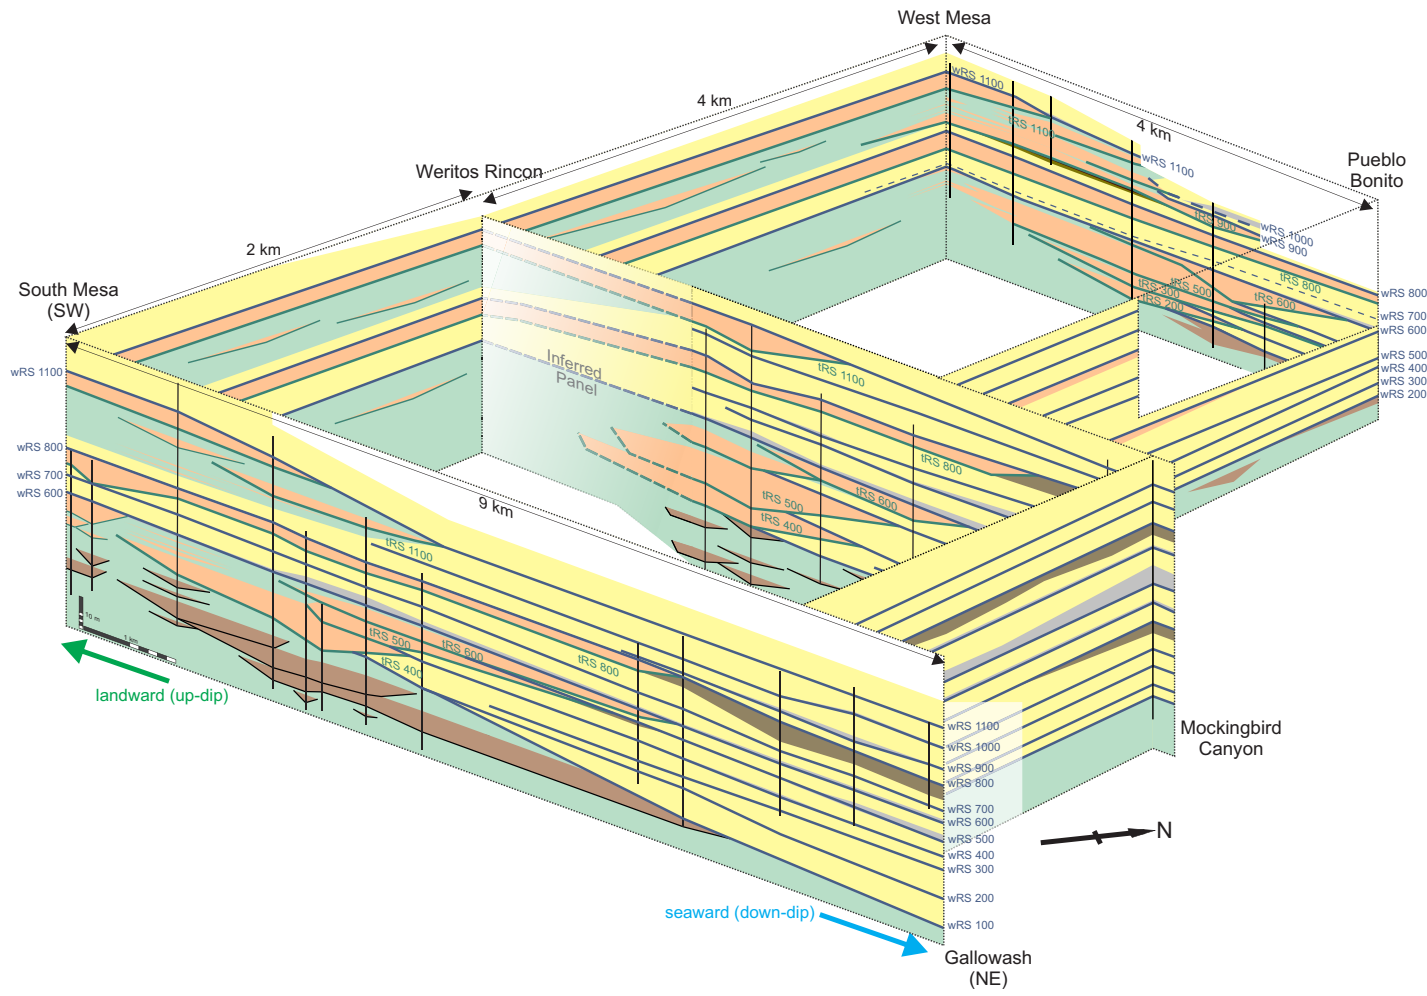 West Mesa
wRS 1100
4 km
4 km
tRS 1100
Pueblo
Bonito
wRS 1100
Weritos Rincon
tRS 900
wRS 1000
wRS 900
2 km
tRS 800
South Mesa
(SW)
tRS 300
tRS 500
tRS 200
tRS 600
wRS 800
wRS 700
wRS 600
wRS 500
wRS 400
wRS 300
wRS 200
Inferred
Panel
tRS 1100
wRS 1100
wRS 800
wRS 700
wRS 600
tRS 800
tRS 600
tRS 500
tRS 400
9 km
tRS 1100
10 m
1 km
tRS 500
tRS 600
tRS 400
tRS 800
landward (up-dip)
wRS 1100
wRS 1000
wRS 900
wRS 800
wRS 700
wRS 600
wRS 500
wRS 400
wRS 300
wRS 200
wRS 100
Mockingbird
Canyon
N
seaward (down-dip)
Gallowash
(NE)